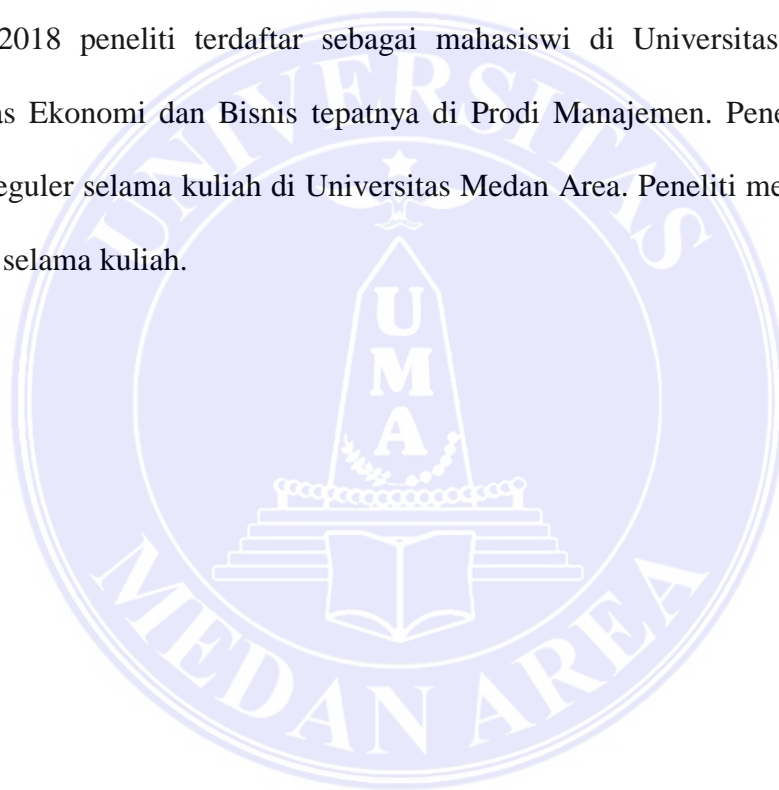 2018 peneliti terdaftar sebagai mahasiswi di Universitas
as Ekonomi dan Bisnis tepatnya di Prodi Manajemen. Pene
eguler selama kuliah di Universitas Medan Area. Peneliti me
selama kuliah.
UNIVERSITAS
U
M
A
MEDAN AREA